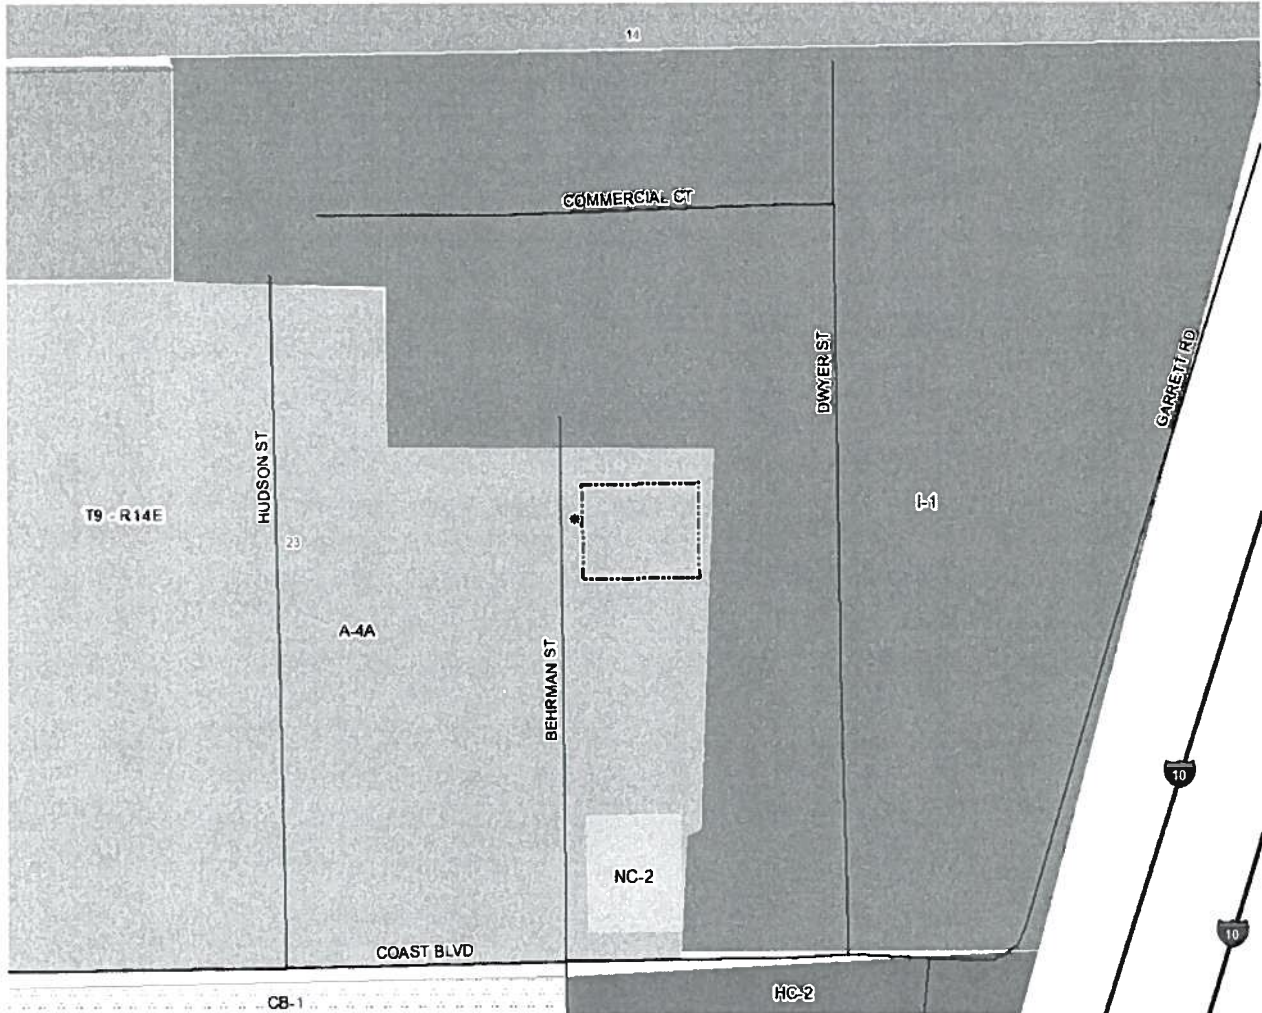 14
COMMERCIAL CT
DWYER ST
GARRETT RD
HUDSON ST
T9 - R14E
*
I-1
23
A-4A
BEHRMAN ST
10
NC-2
10
COAST BLVD
CB-1
HC-2